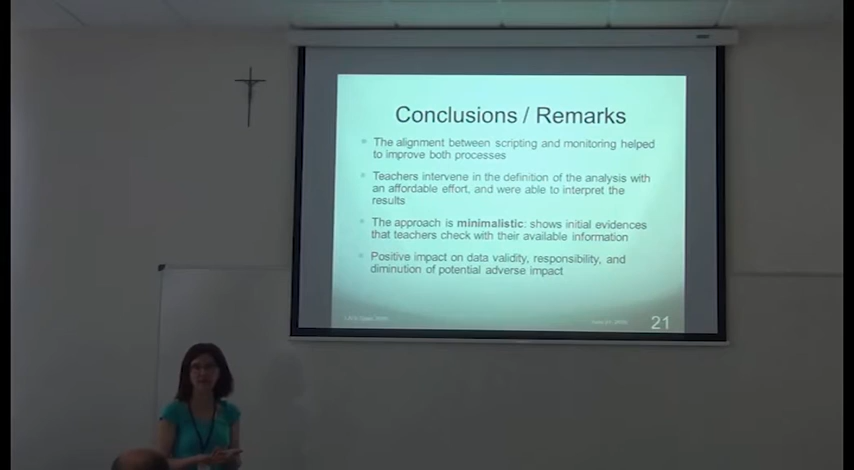 Conclusions / Remarks
The alignment between scripting and monitoring helped
to improve both processes
Teachers intervene in the definition of the analysis with
an affordable effort, and were able to interpret the
results
The approach is minimalistic: shows initial evidences
that teachers check with their available information
Positive impact on data validity, responsibility, and
diminution of potential adverse impact
21